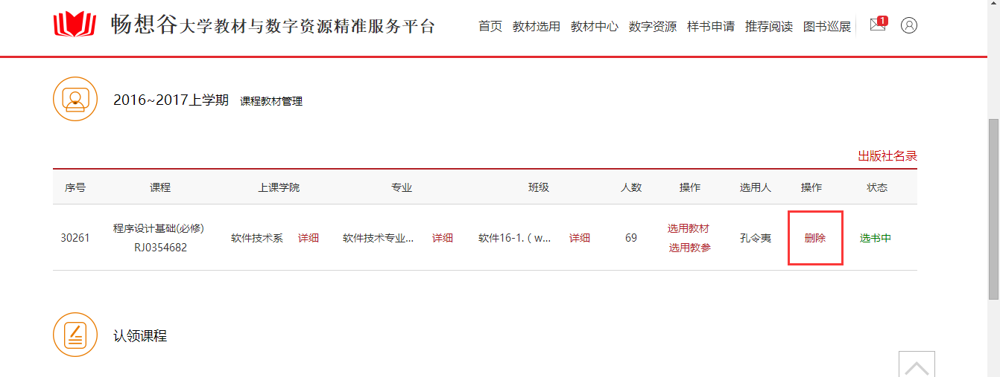 畅想谷大学教材与数字资源精准服务平台
首页 教材选用 教材中心 数字资源 样书申请 推荐阅读 图书巡展 1
2016~2017上学期 课程教材管理
出版社名录
序号 课程 上课学院 专业 班级 人数 操作 选用人 操作 状态
30261 程序设计基础(必修) 软件技术系 详细 软件技术专业... 详细 软件16-1. ( w... 详细 69 选用教材 孔令夷 删除 选书中
RJ0354682 选用教参
认领课程